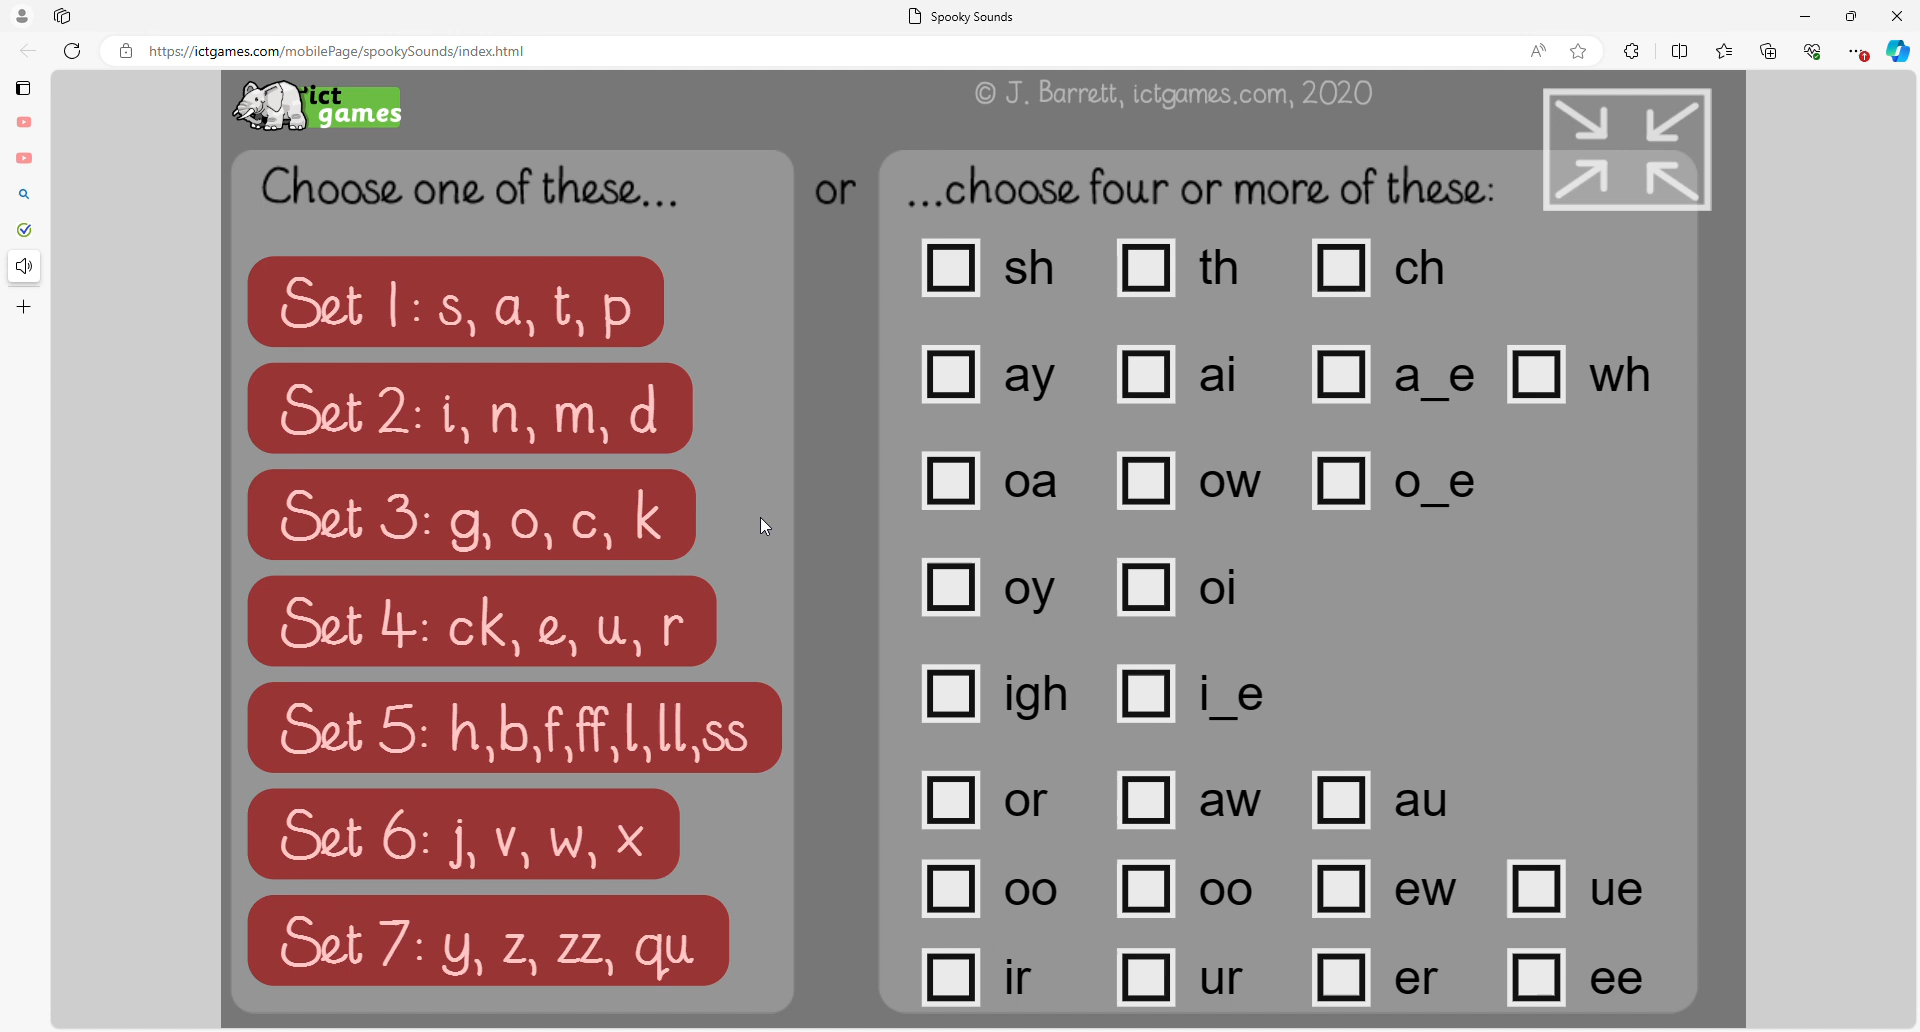 Spooky Sounds
https://ictgames.com/mobilePage/spookySounds/index.html
ict
games
© J. Barrett, ictgames.com, 2020
Choose one of these...
or
...choose four or more of these:
Set 1: s, a, t, p
Set 2: i, n, m, d
Set 3: g, o, c, k
Set 4: ck, e, u, r
Set 5: h,b,f,ff,l,ll,ss
Set 6: j, v, w, x
Set 7: y, z, zz, qu
sh th ch
ay ai a_e wh
oa ow o_e
oy oi
igh i_e
or aw au
oo oo ew ue
ir ur er ee